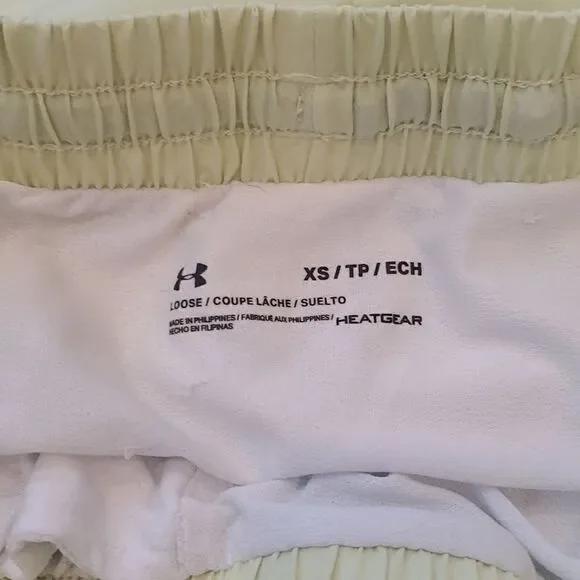 XS / TP / ECH
LOOSE / COUPE LÂCHE / SUELTO
MADE IN PHILIPPINES / FABRIQUÉ AUX PHILIPPINES / HEATGEAR
HECHO EN FILIPINAS